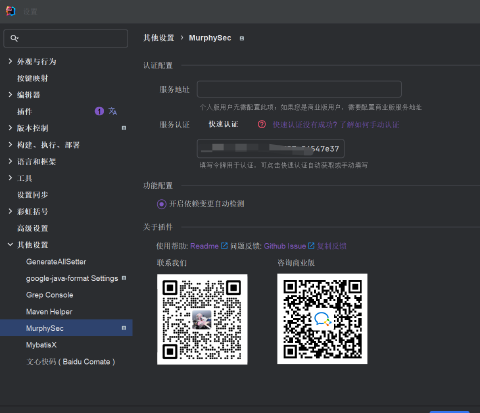 设置
其他设置 > MurphySec
外观与行为
按键映射
编辑器
插件 1
版本控制
构建、执行、部署
语言和框架
工具
设置同步
彩虹括号
高级设置
其他设置
GenerateAllSetter
google-java-format Settings
Grep Console
Maven Helper
MurphySec
MybatisX
文心快码 ( Baidu Comate )
认证配置
服务地址
个人版用户无需配置此项；如果您是商业版用户，需要配置商业版服务地址
服务认证 快速认证 快速认证没有成功? 了解如何手动认证
547e37
填写令牌用于认证，可点击快速认证自动获取或手动填写
功能配置
开启依赖变更自动检测
关于插件
使用帮助: Readme 问题反馈: Github Issue 复制反馈
联系我们 咨询商业版